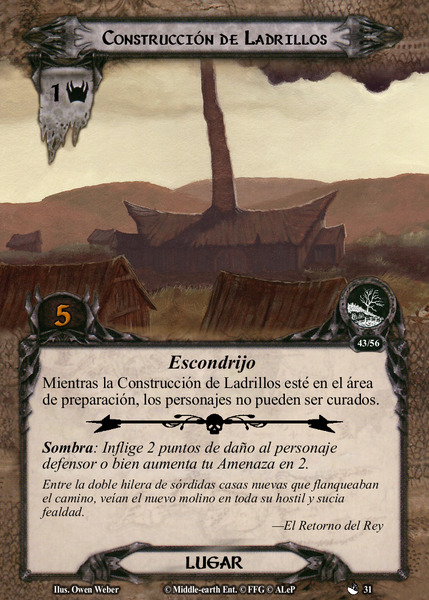 Construcción de Ladrillos
1
5
43/56
Escondrijo
Mientras la Construcción de Ladrillos esté en el área
de preparación, los personajes no pueden ser curados.
Sombra: Inflige 2 puntos de daño al personaje
defensor o bien aumenta tu Amenaza en 2.
Entre la doble hilera de sórdidas casas nuevas que flanqueaban
el camino, veían el nuevo molino en toda su hostil y sucia
fealdad.
—El Retorno del Rey
LUGAR
Ilus. Owen Weber © Middle-earth Ent. © FFG © ALeP 31